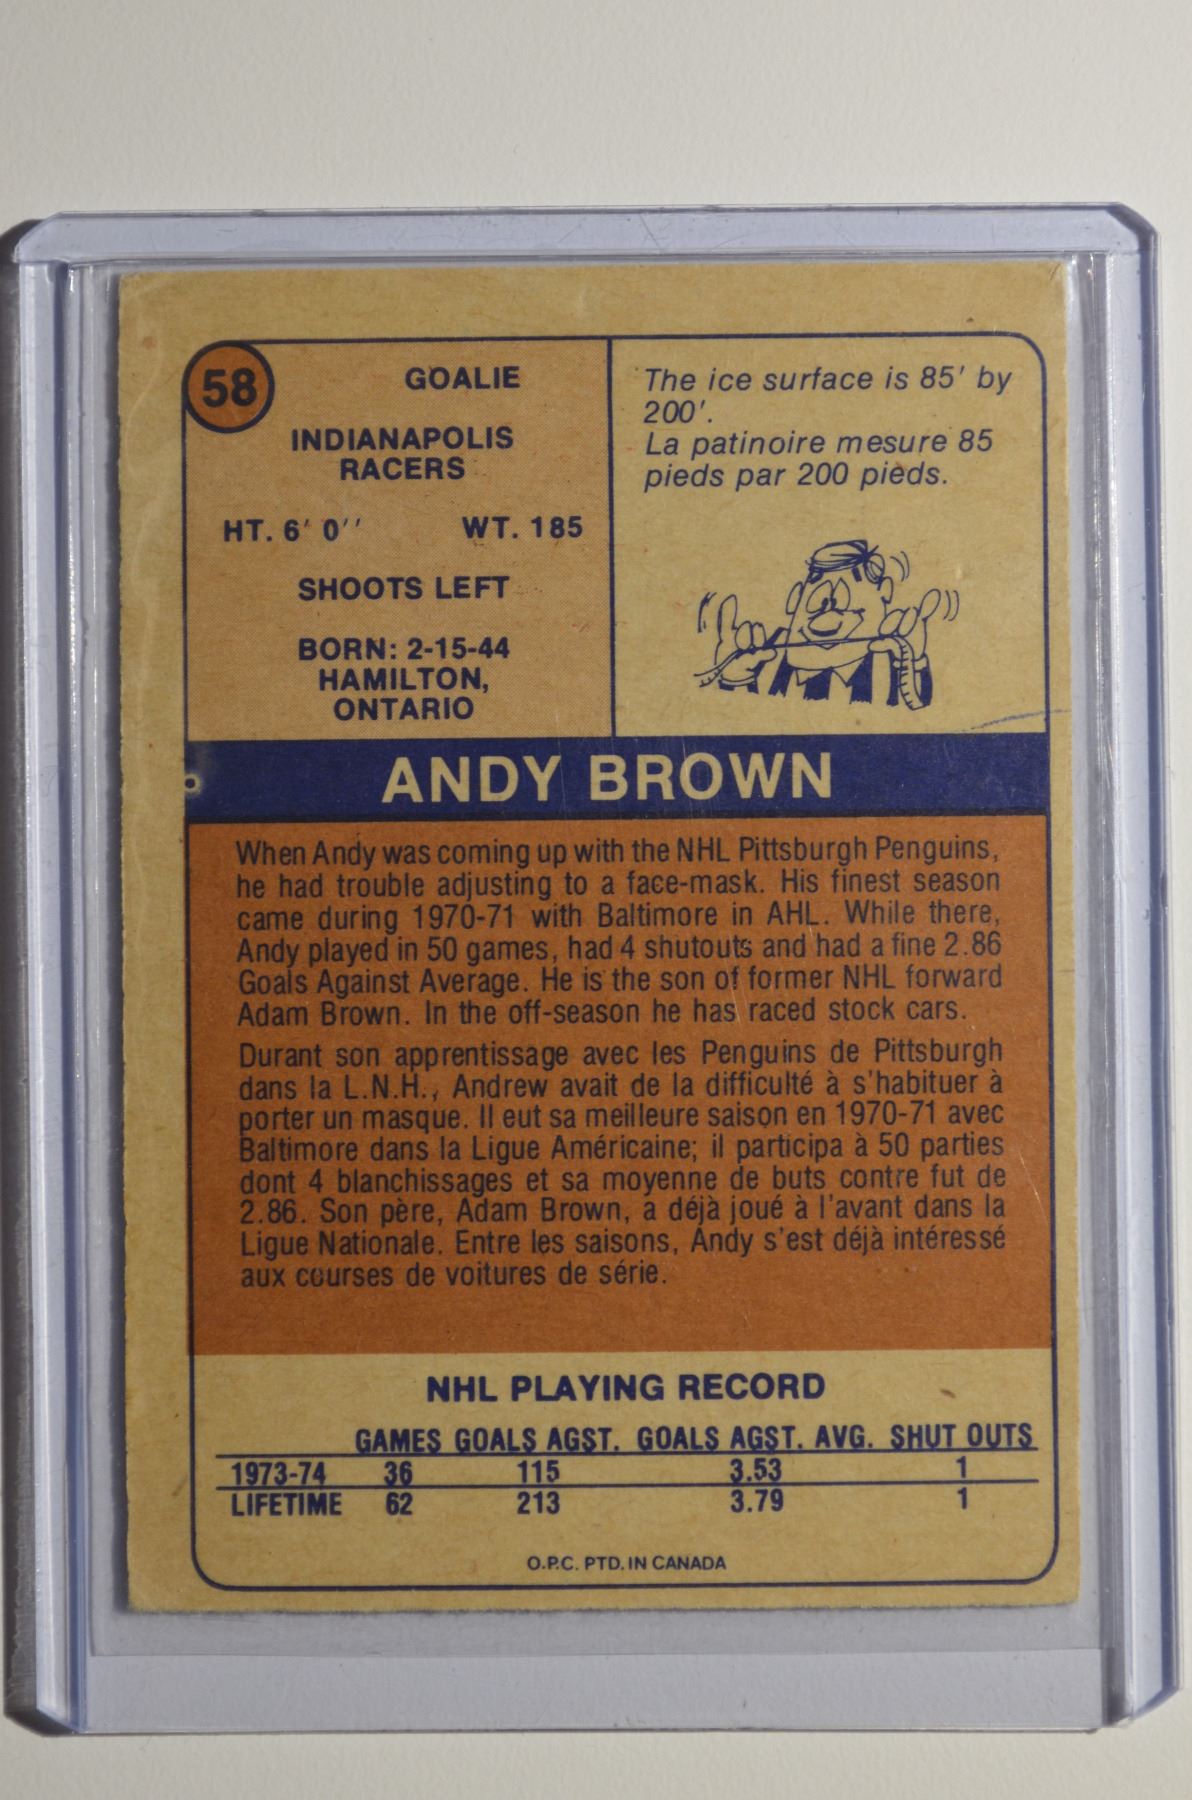 58
GOALIE
INDIANAPOLIS
RACERS
HT. 6' 0'' WT. 185
SHOOTS LEFT
BORN: 2-15-44
HAMILTON,
ONTARIO
The ice surface is 85' by
200'.
La patinoire mesure 85
pieds par 200 pieds.
ANDY BROWN
When Andy was coming up with the NHL Pittsburgh Penguins,
he had trouble adjusting to a face-mask. His finest season
came during 1970-71 with Baltimore in AHL. While there,
Andy played in 50 games, had 4 shutouts and had a fine 2.86
Goals Against Average. He is the son of former NHL forward
Adam Brown. In the off-season he has raced stock cars.
Durant son apprentissage avec les Penguins de Pittsburgh
dans la L.N.H., Andrew avait de la difficulté à s'habituer à
porter un masque. Il eut sa meilleure saison en 1970-71 avec
Baltimore dans la Ligue Américaine; il participa à 50 parties
dont 4 blanchissages et sa moyenne de buts contre fut de
2.86. Son père, Adam Brown, a déjà joué à l'avant dans la
Ligue Nationale. Entre les saisons, Andy s'est déjà intéressé
aux courses de voitures de série.
NHL PLAYING RECORD
GAMES GOALS AGST. GOALS AGST. AVG. SHUT OUTS
1973-74 36 115 3.53 1
LIFETIME 62 213 3.79 1
O.P.C. PTD. IN CANADA